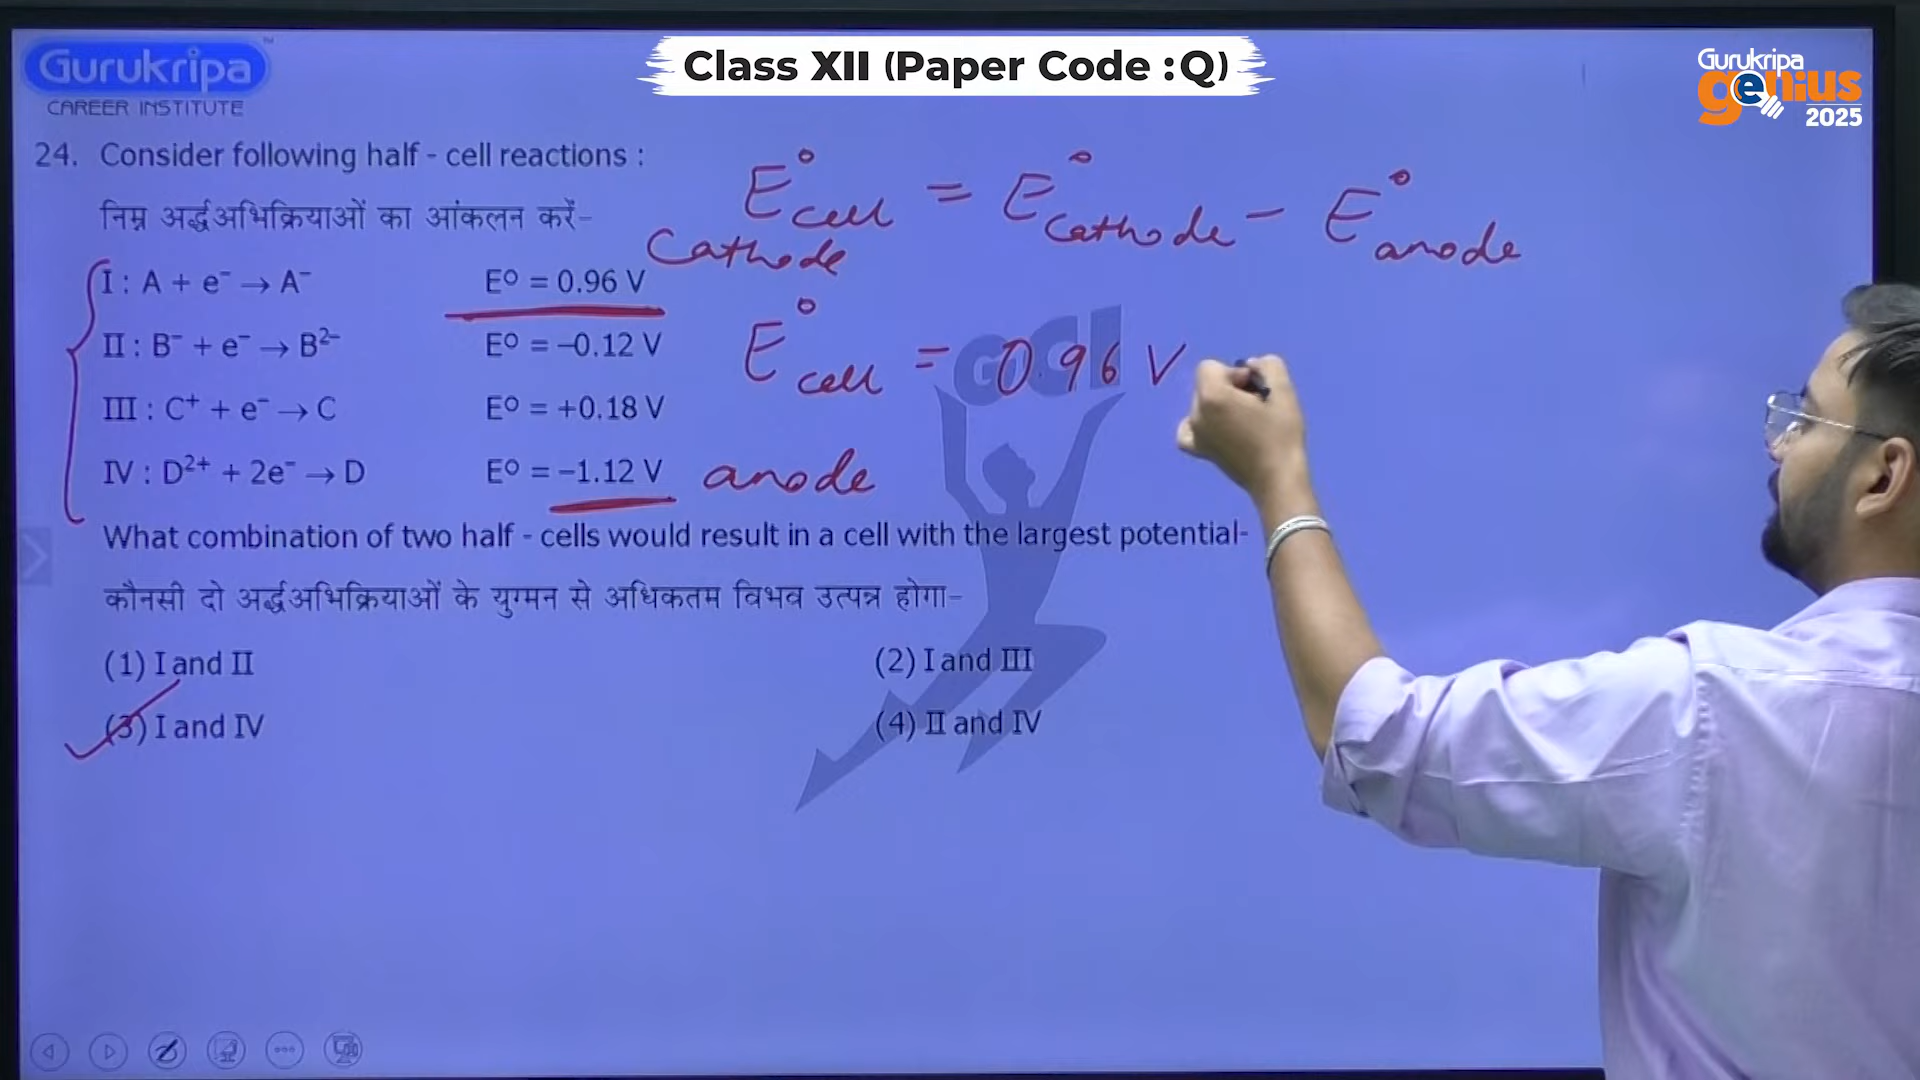 Gurukripa™
CAREER INSTITUTE
Class XII (Paper Code : Q)
Gurukripa
genius
2025
24. Consider following half - cell reactions :
निम्न अर्द्धअभिक्रियाओं का आंकलन करें–
E°cell = E°cathode − E°anode
Cathode
I : A + e⁻ → A⁻ E° = 0.96 V
II : B⁻ + e⁻ → B²⁻ E° = –0.12 V
E°cell = 0.96 V
III : C⁺ + e⁻ → C E° = +0.18 V
IV : D²⁺ + 2e⁻ → D E° = –1.12 V anode
What combination of two half - cells would result in a cell with the largest potential-
कौनसी दो अर्द्धअभिक्रियाओं के युग्मन से अधिकतम विभव उत्पन्न होगा–
(1) I and II (2) I and III
(3) I and IV (4) II and IV
GCI